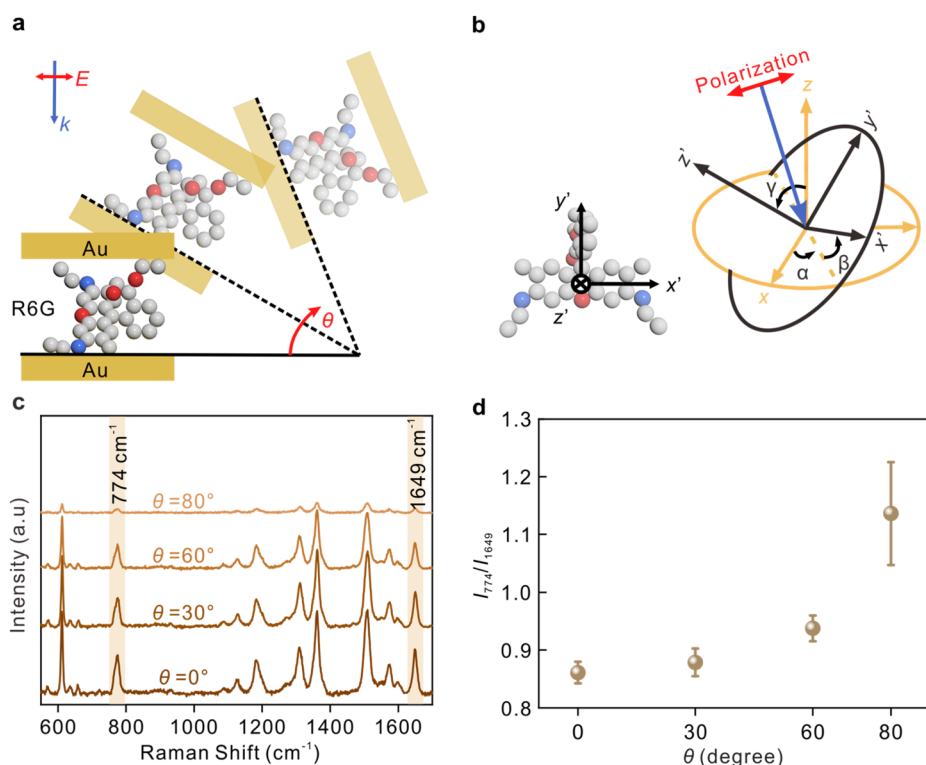 a
E
k
Au
R6G
Au
θ
b
Polarization
z
y'
z'
γ
x'
α
β
x
y'
x'
z'
c
Intensity (a.u)
774 cm⁻¹
1649 cm⁻¹
θ=80°
θ=60°
θ=30°
θ=0°
600 800 1000 1200 1400 1600
Raman Shift (cm⁻¹)
d
I₇₇₄/I₁₆₄₉
1.3
1.2
1.1
1.0
0.9
0.8
0 30 60 80
θ (degree)